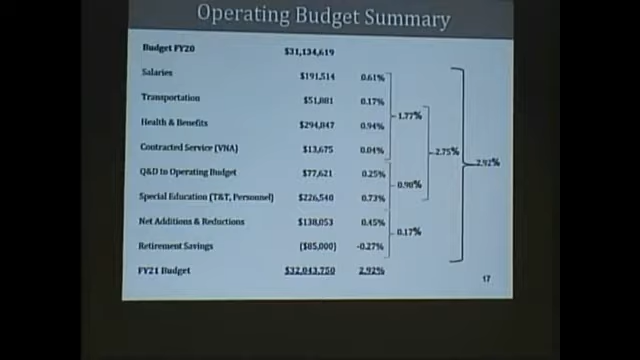 Operating Budget Summary
Budget FY20 $31,134,619
Salaries $191,514 0.61%
Transportation $51,881 0.17%
1.77%
Health & Benefits $294,847 0.94%
Contracted Service (VNA) $13,675 0.04%
2.75%
2.92%
Q&D to Operating Budget $77,621 0.25%
0.98%
Special Education (T&T, Personnel) $226,540 0.73%
Net Additions & Reductions $138,053 0.45%
0.17%
Retirement Savings ($85,000) -0.27%
FY21 Budget $32,043,750 2.92%
17